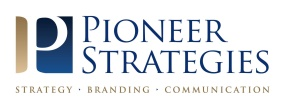 P
PIONEER
STRATEGIES
STRATEGY · BRANDING · COMMUNICATION